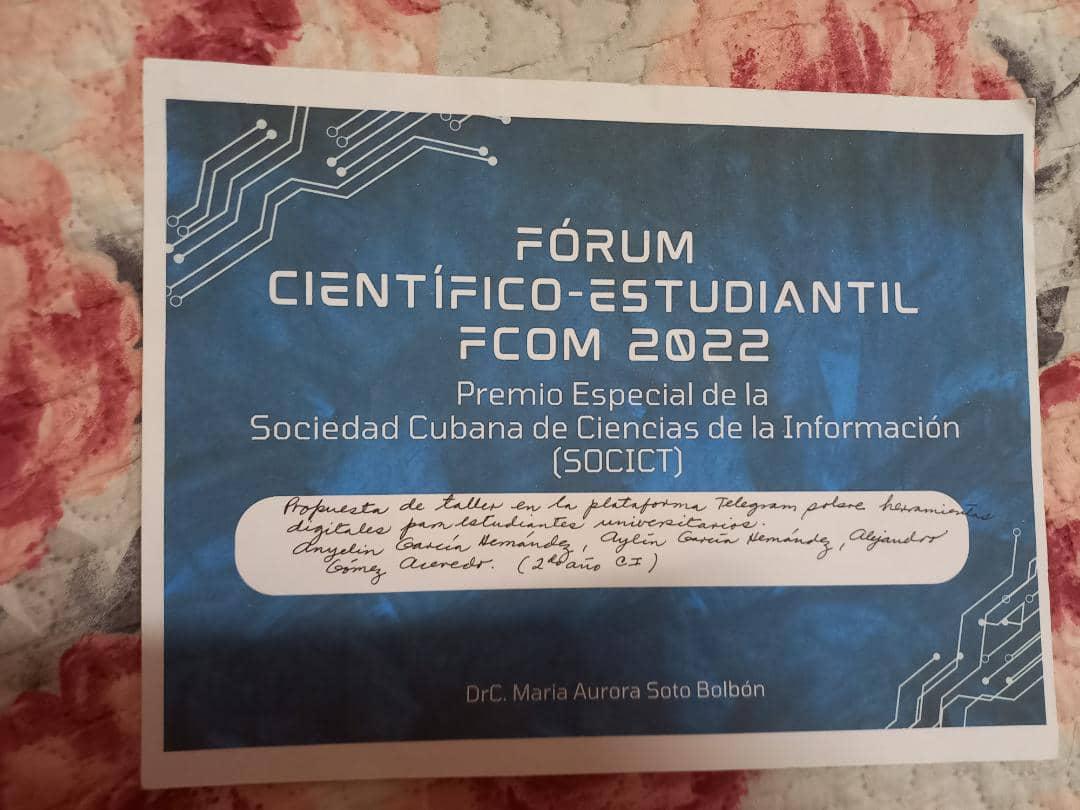 FÓRUM
CIENTÍFICO-ESTUDIANTIL
FCOM 2022
Premio Especial de la
Sociedad Cubana de Ciencias de la Información
(SOCICT)
Propuesta de taller en la plataforma Telegram sobre herramientas
digitales para estudiantes universitarios.
Anyelin García Hernández, Aylín García Hernández, Alejandro
Gómez Acevedo. (2do año CI)
DrC. Maria Aurora Soto Bolbón